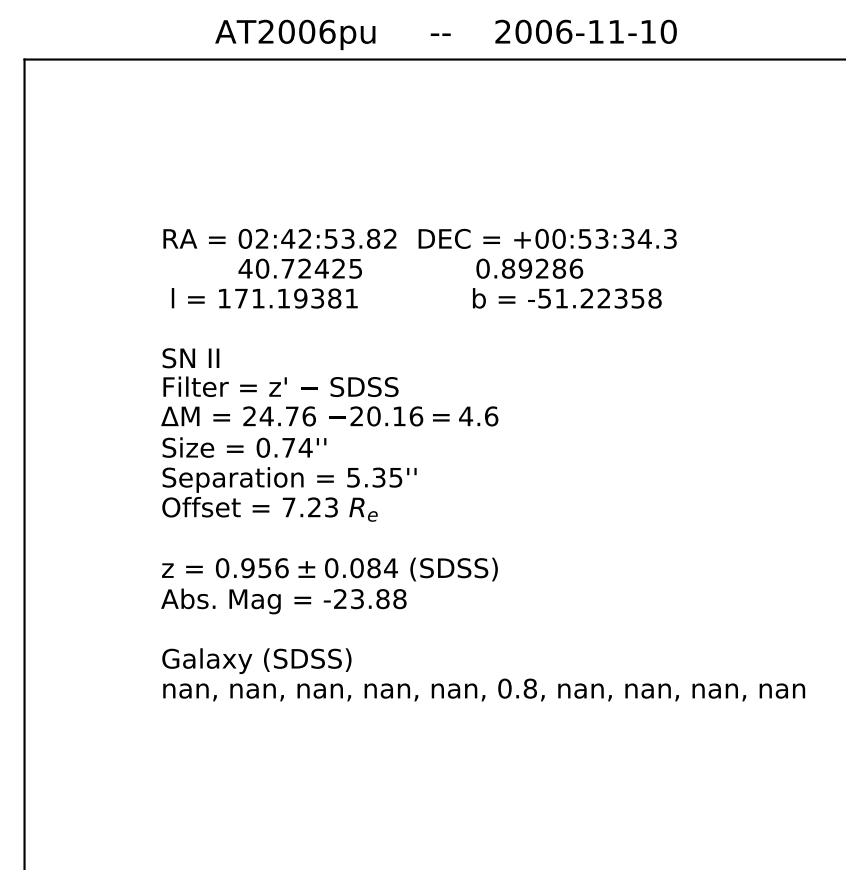 AT2006pu -- 2006-11-10
RA = 02:42:53.82 DEC = +00:53:34.3
40.72425 0.89286
l = 171.19381 b = -51.22358
SN II
Filter = z' − SDSS
ΔM = 24.76 −20.16 = 4.6
Size = 0.74''
Separation = 5.35''
Offset = 7.23 Rₑ
z = 0.956 ± 0.084 (SDSS)
Abs. Mag = -23.88
Galaxy (SDSS)
nan, nan, nan, nan, nan, 0.8, nan, nan, nan, nan